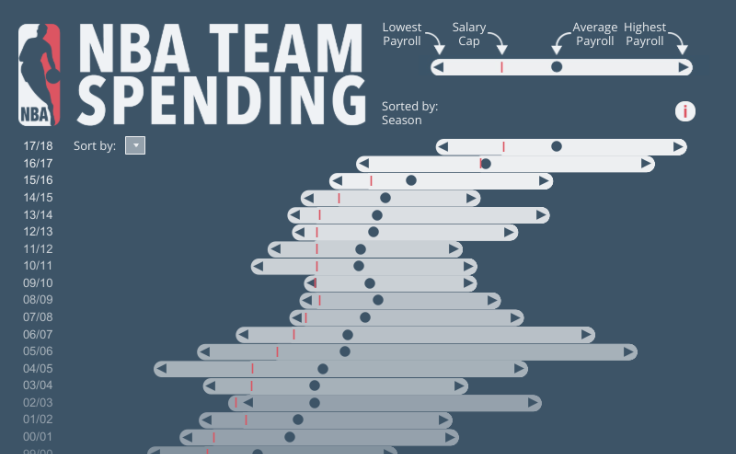 NBA TEAM
SPENDING
NBA
Lowest
Payroll
Salary
Cap
Average
Payroll
Highest
Payroll
Sorted by:
Season
i
17/18
Sort by:
16/17
15/16
14/15
13/14
12/13
11/12
10/11
09/10
08/09
07/08
06/07
05/06
04/05
03/04
02/03
01/02
00/01